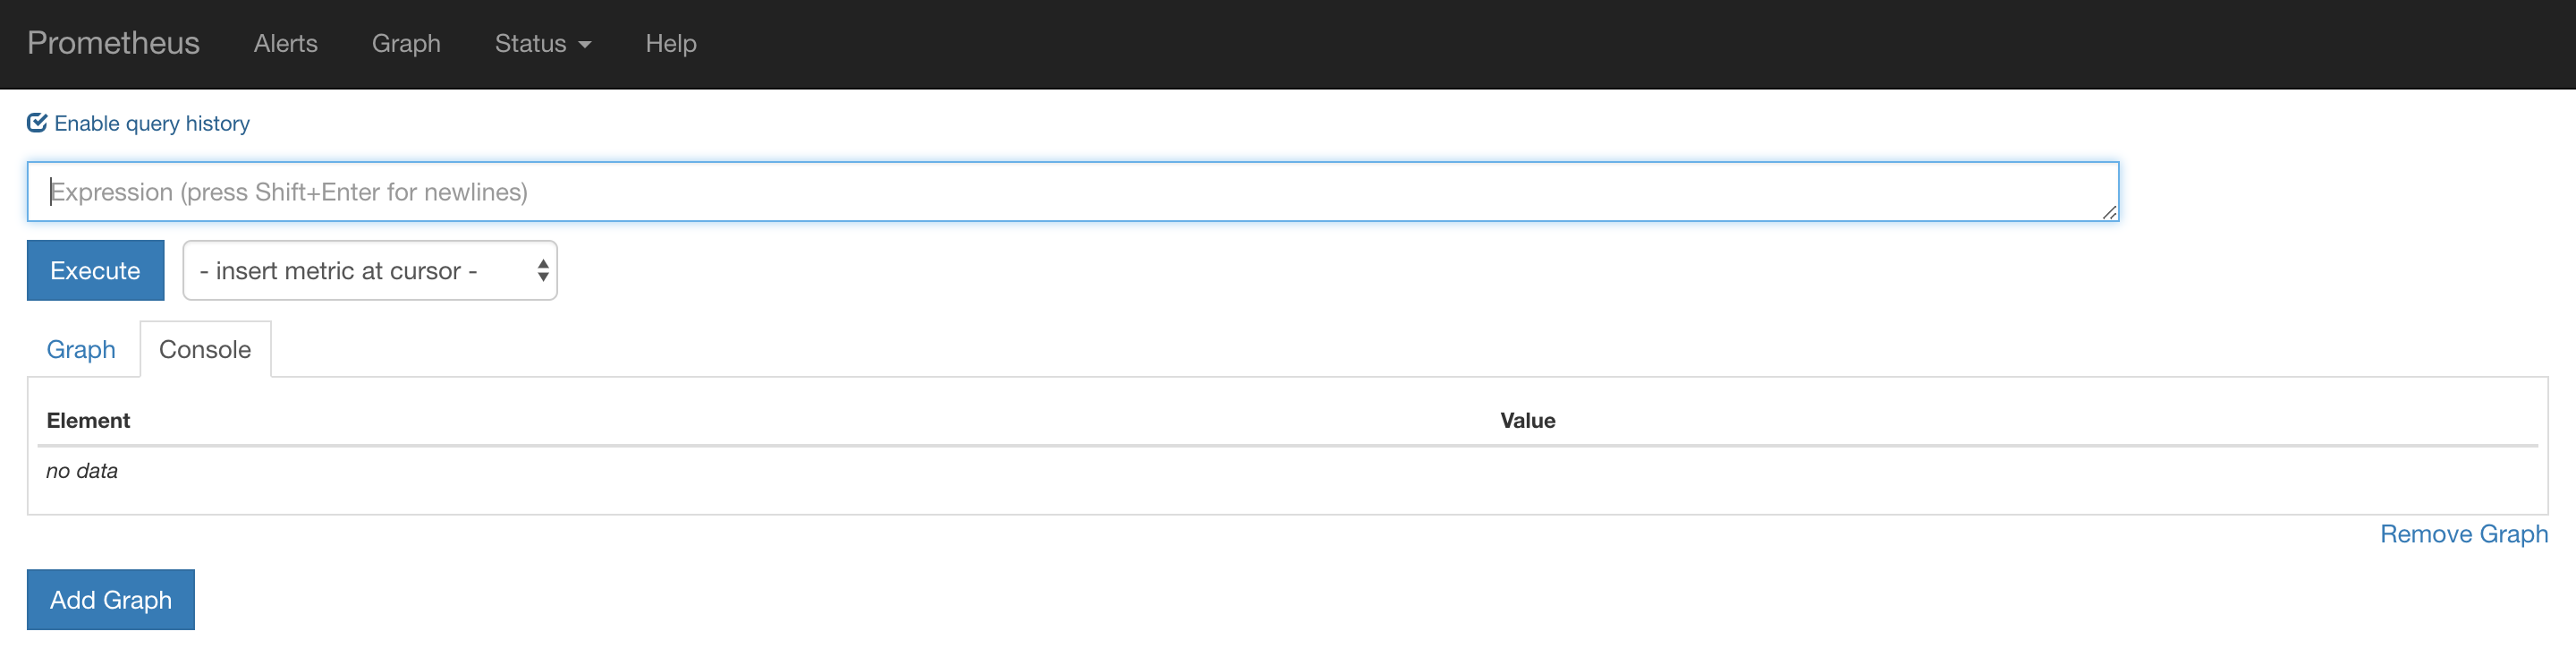 Prometheus Alerts Graph Status Help
Enable query history
Expression (press Shift+Enter for newlines)
Execute - insert metric at cursor -
Graph Console
Element Value
no data
Remove Graph
Add Graph